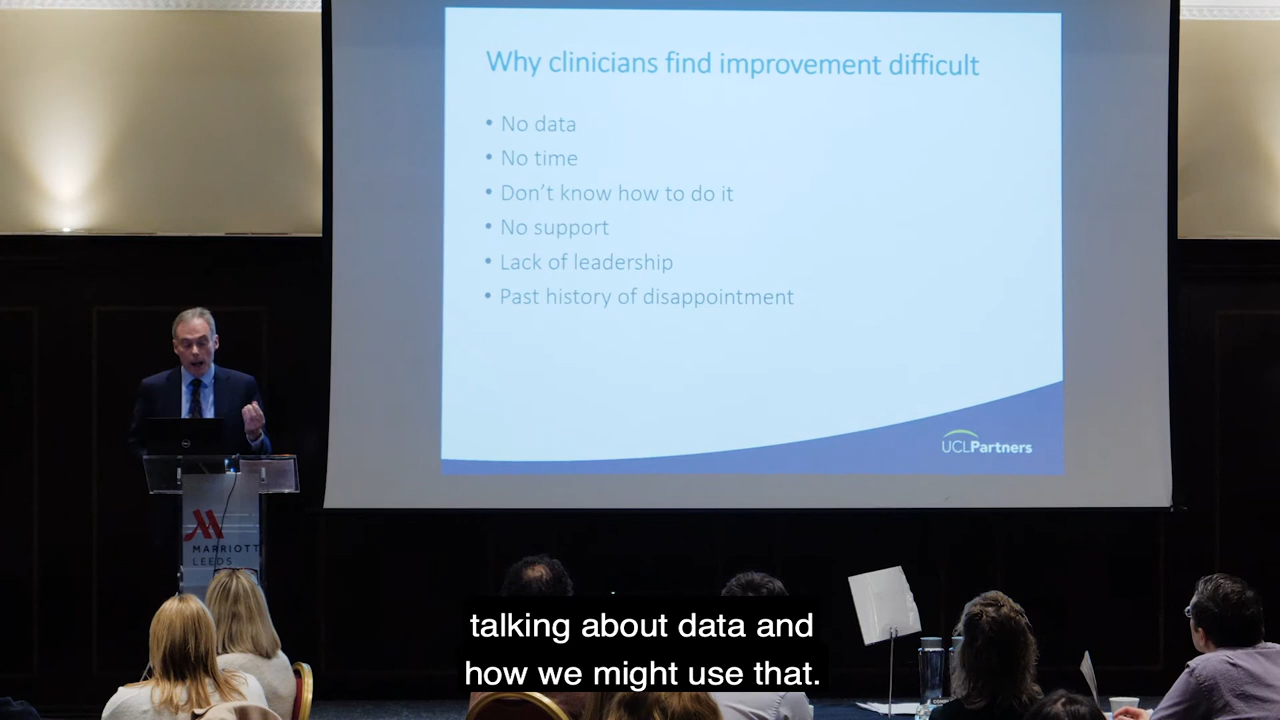 Why clinicians find improvement difficult
• No data
• No time
• Don't know how to do it
• No support
• Lack of leadership
• Past history of disappointment
UCLPartners
MARRIOTT
LEEDS
talking about data and
how we might use that.